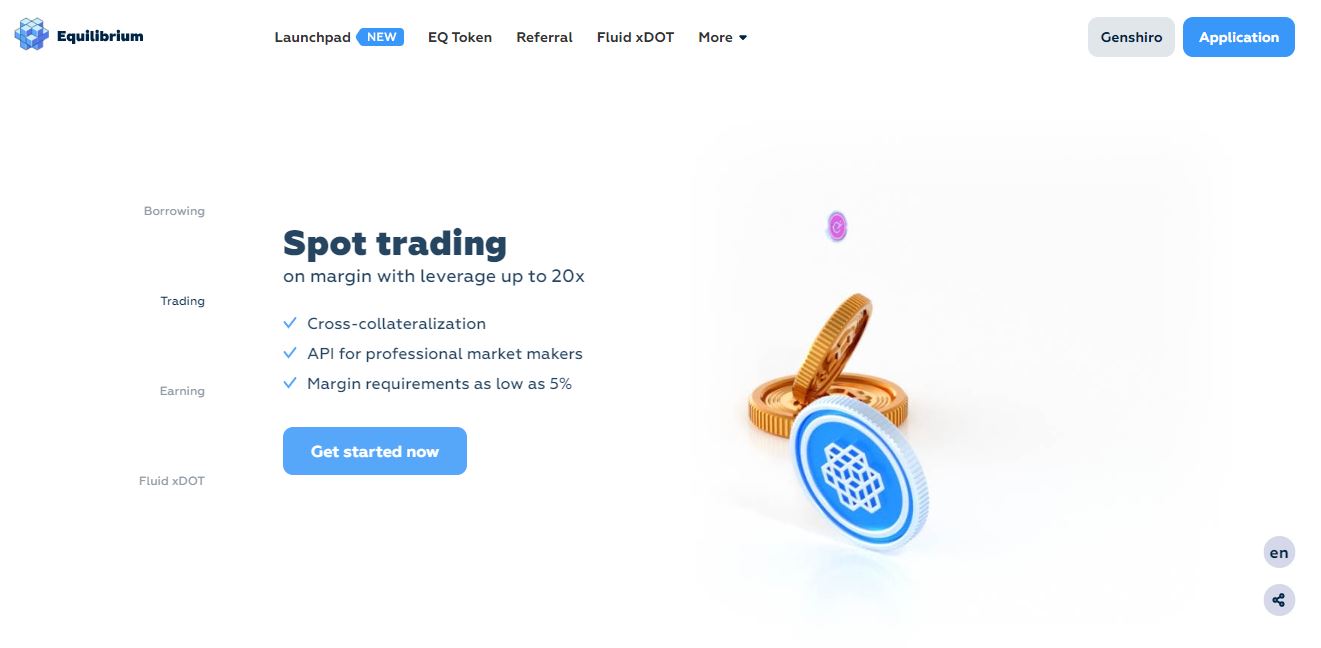 Equilibrium
Launchpad NEW EQ Token Referral Fluid xDOT More
Genshiro Application
Borrowing
Trading
Earning
Fluid xDOT
Spot trading
on margin with leverage up to 20x
Cross-collateralization
API for professional market makers
Margin requirements as low as 5%
Get started now
en